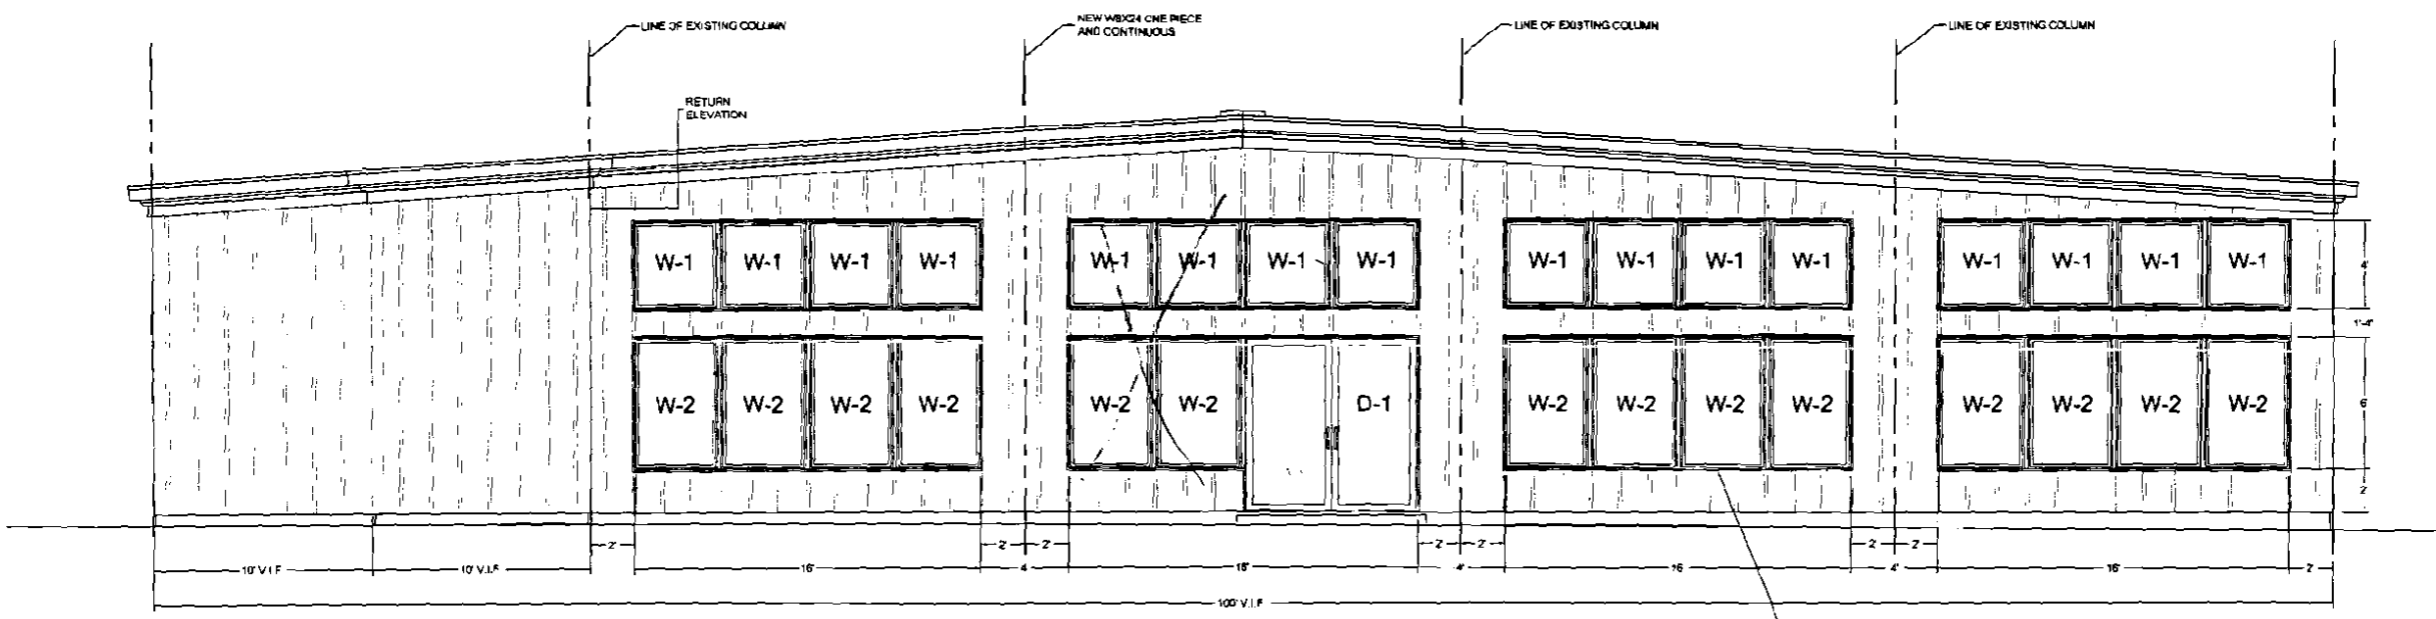 LINE OF EXISTING COLUMN
NEW W8X24 ONE PIECE
AND CONTINUOUS
LINE OF EXISTING COLUMN
LINE OF EXISTING COLUMN
RETURN
ELEVATION
W-1 W-1 W-1 W-1 W-1 W-1 W-1 W-1 W-1 W-1 W-1 W-1 W-1 W-1 W-1 W-1
4'
1'-4"
W-2 W-2 W-2 W-2 W-2 W-2 D-1 W-2 W-2 W-2 W-2 W-2 W-2 W-2 W-2
6'
2'
2' 2' 2' 2' 2' 2' 2'
10' V.I.F 10' V.I.F 16' 4' 16' 4' 16' 4' 16' 2'
100' V.I.F